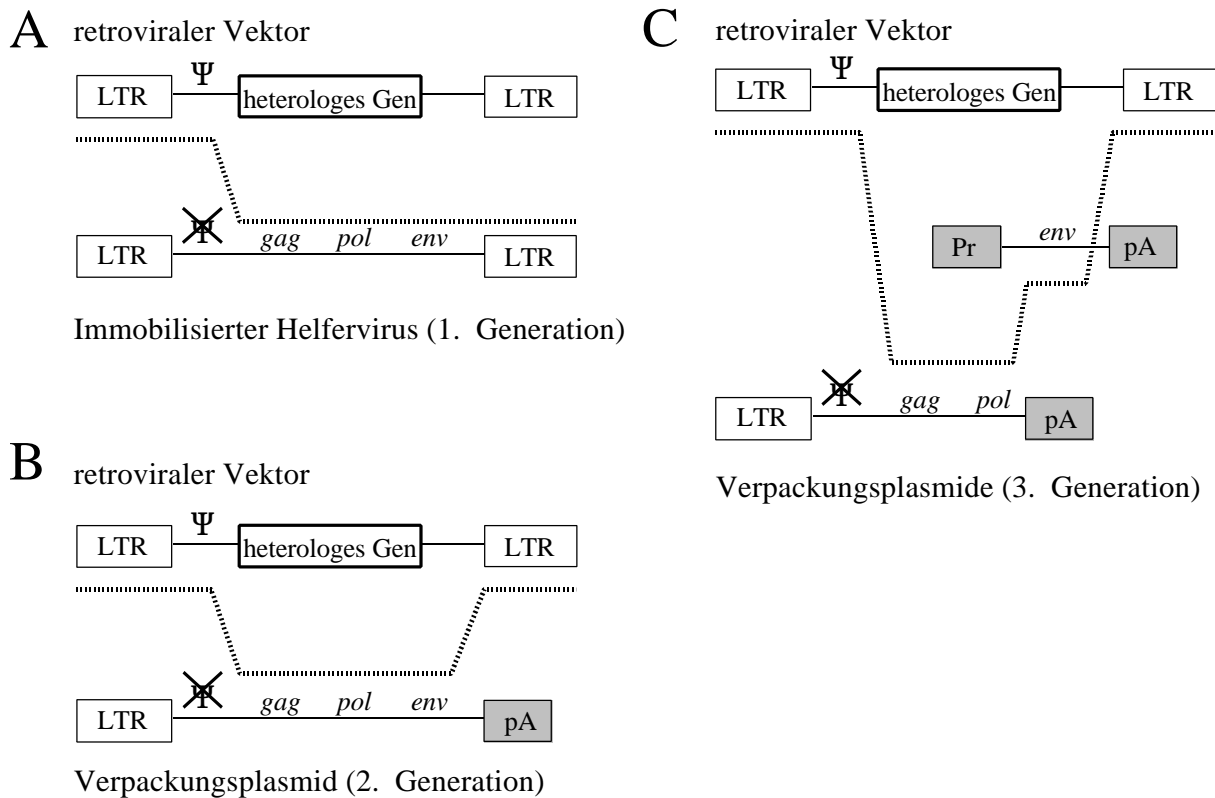 A retroviraler Vektor
Ψ
LTR heterologes Gen LTR
Ψ
gag pol env
LTR LTR
Immobilisierter Helfervirus (1. Generation)
B retroviraler Vektor
Ψ
LTR heterologes Gen LTR
Ψ
gag pol env
LTR pA
Verpackungsplasmid (2. Generation)
C retroviraler Vektor
Ψ
LTR heterologes Gen LTR
env
Pr pA
Ψ
gag pol
LTR pA
Verpackungsplasmide (3. Generation)